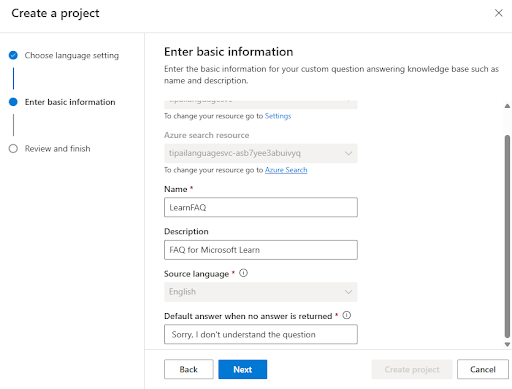 Create a project
Choose language setting
Enter basic information
Review and finish
Enter basic information
Enter the basic information for your custom question answering knowledge base such as
name and description.
To change your resource go to Settings
Azure search resource
tipailanguagesvc-asb7yee3abuivyq
To change your resource go to Azure Search
Name *
LearnFAQ
Description
FAQ for Microsoft Learn
Source language *
English
Default answer when no answer is returned *
Sorry, I don't understand the question
Back
Next
Create project
Cancel